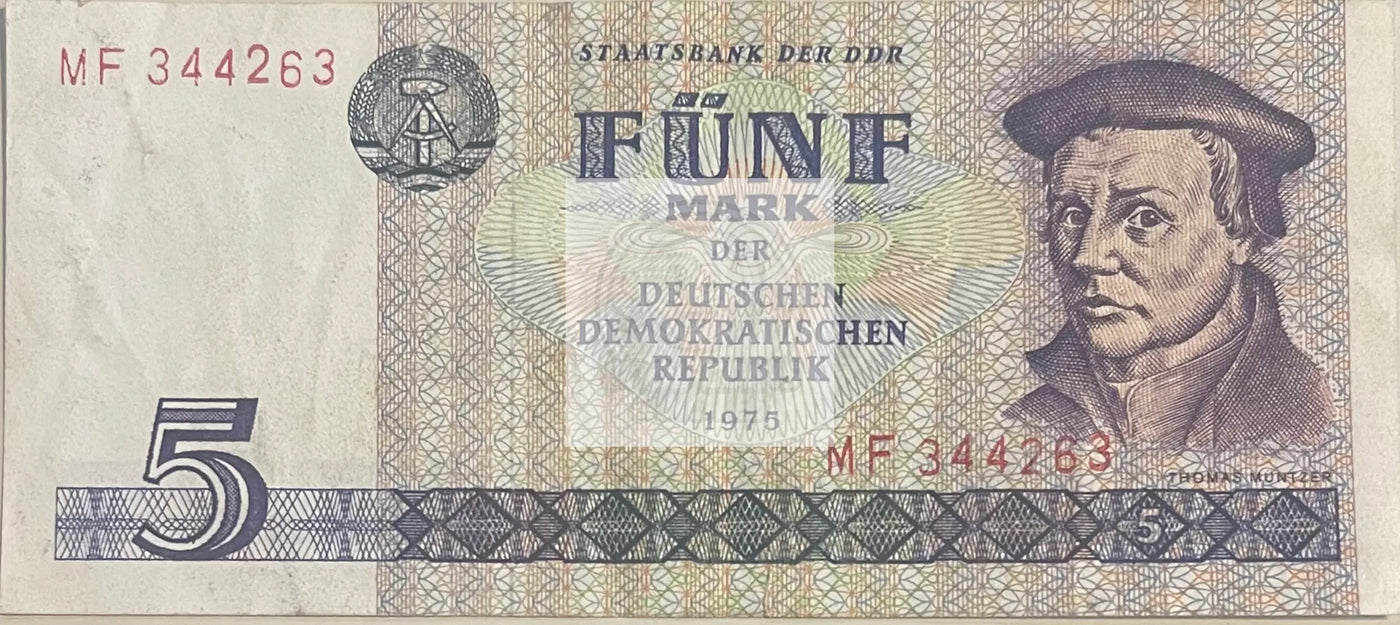 MF 344263
STAATSBANK DER DDR
FÜNF
MARK
DER
DEUTSCHEN
DEMOKRATISCHEN
REPUBLIK
1975
MF 344263
THOMAS MÜNTZER
5
5